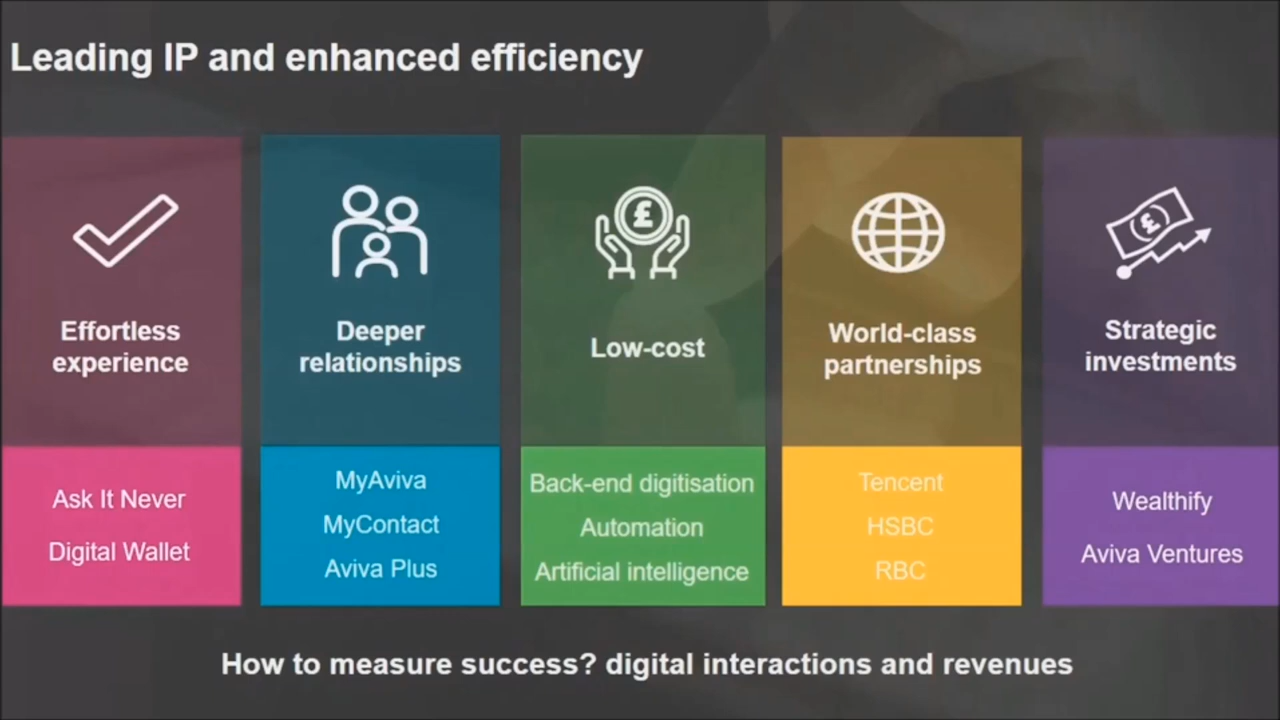 Leading IP and enhanced efficiency
£
£
Effortless
experience
Deeper
relationships
Low-cost
World-class
partnerships
Strategic
investments
Ask It Never
Digital Wallet
MyAviva
MyContact
Aviva Plus
Back-end digitisation
Automation
Artificial intelligence
Tencent
HSBC
RBC
Wealthify
Aviva Ventures
How to measure success? digital interactions and revenues